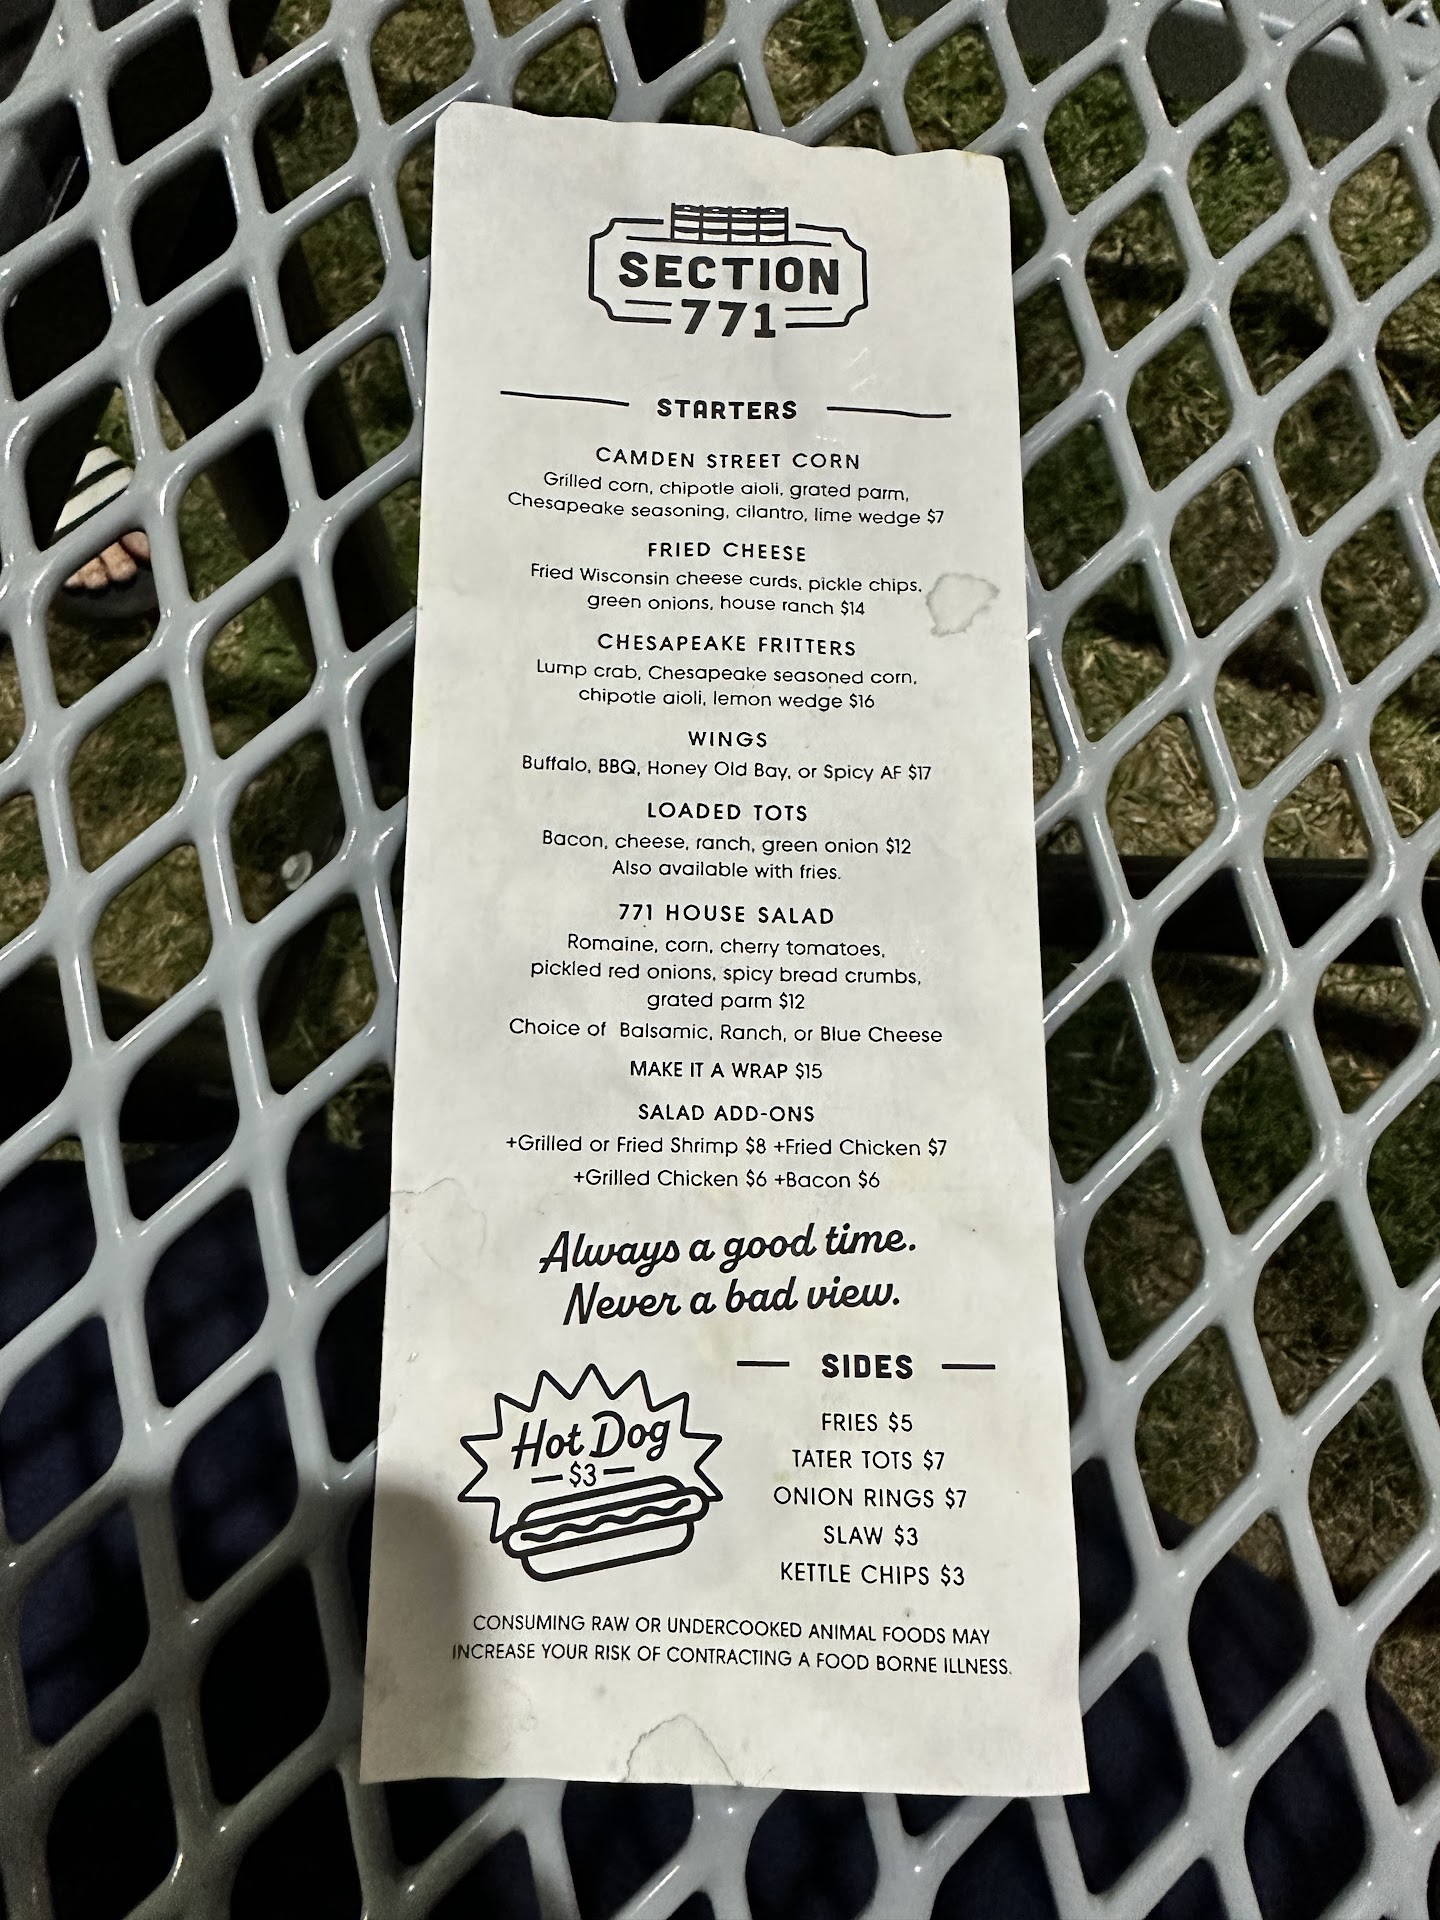 SECTION
771
STARTERS
CAMDEN STREET CORN
Grilled corn, chipotle aioli, grated parm,
Chesapeake seasoning, cilantro, lime wedge $7
FRIED CHEESE
Fried Wisconsin cheese curds, pickle chips,
green onions, house ranch $14
CHESAPEAKE FRITTERS
Lump crab, Chesapeake seasoned corn,
chipotle aioli, lemon wedge $16
WINGS
Buffalo, BBQ, Honey Old Bay, or Spicy AF $17
LOADED TOTS
Bacon, cheese, ranch, green onion $12
Also available with fries.
771 HOUSE SALAD
Romaine, corn, cherry tomatoes,
pickled red onions, spicy bread crumbs,
grated parm $12
Choice of Balsamic, Ranch, or Blue Cheese
MAKE IT A WRAP $15
SALAD ADD-ONS
+Grilled or Fried Shrimp $8 +Fried Chicken $7
+Grilled Chicken $6 +Bacon $6
Always a good time.
Never a bad view.
Hot Dog
$3
SIDES
FRIES $5
TATER TOTS $7
ONION RINGS $7
SLAW $3
KETTLE CHIPS $3
CONSUMING RAW OR UNDERCOOKED ANIMAL FOODS MAY
INCREASE YOUR RISK OF CONTRACTING A FOOD BORNE ILLNESS.